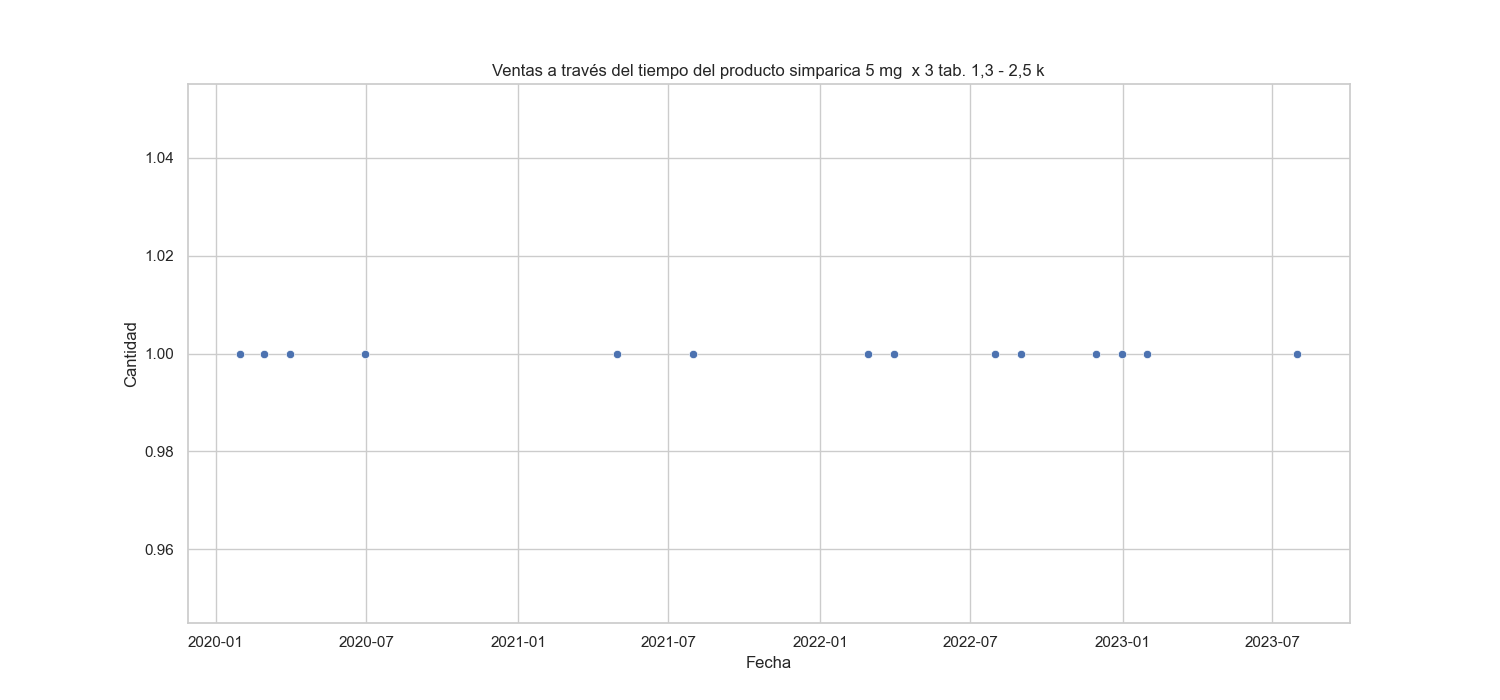 Ventas a través del tiempo del producto simparica 5 mg  x 3 tab. 1,3 - 2,5 k
Cantidad
1.04
1.02
1.00
0.98
0.96
2020-01 2020-07 2021-01 2021-07 2022-01 2022-07 2023-01 2023-07
Fecha